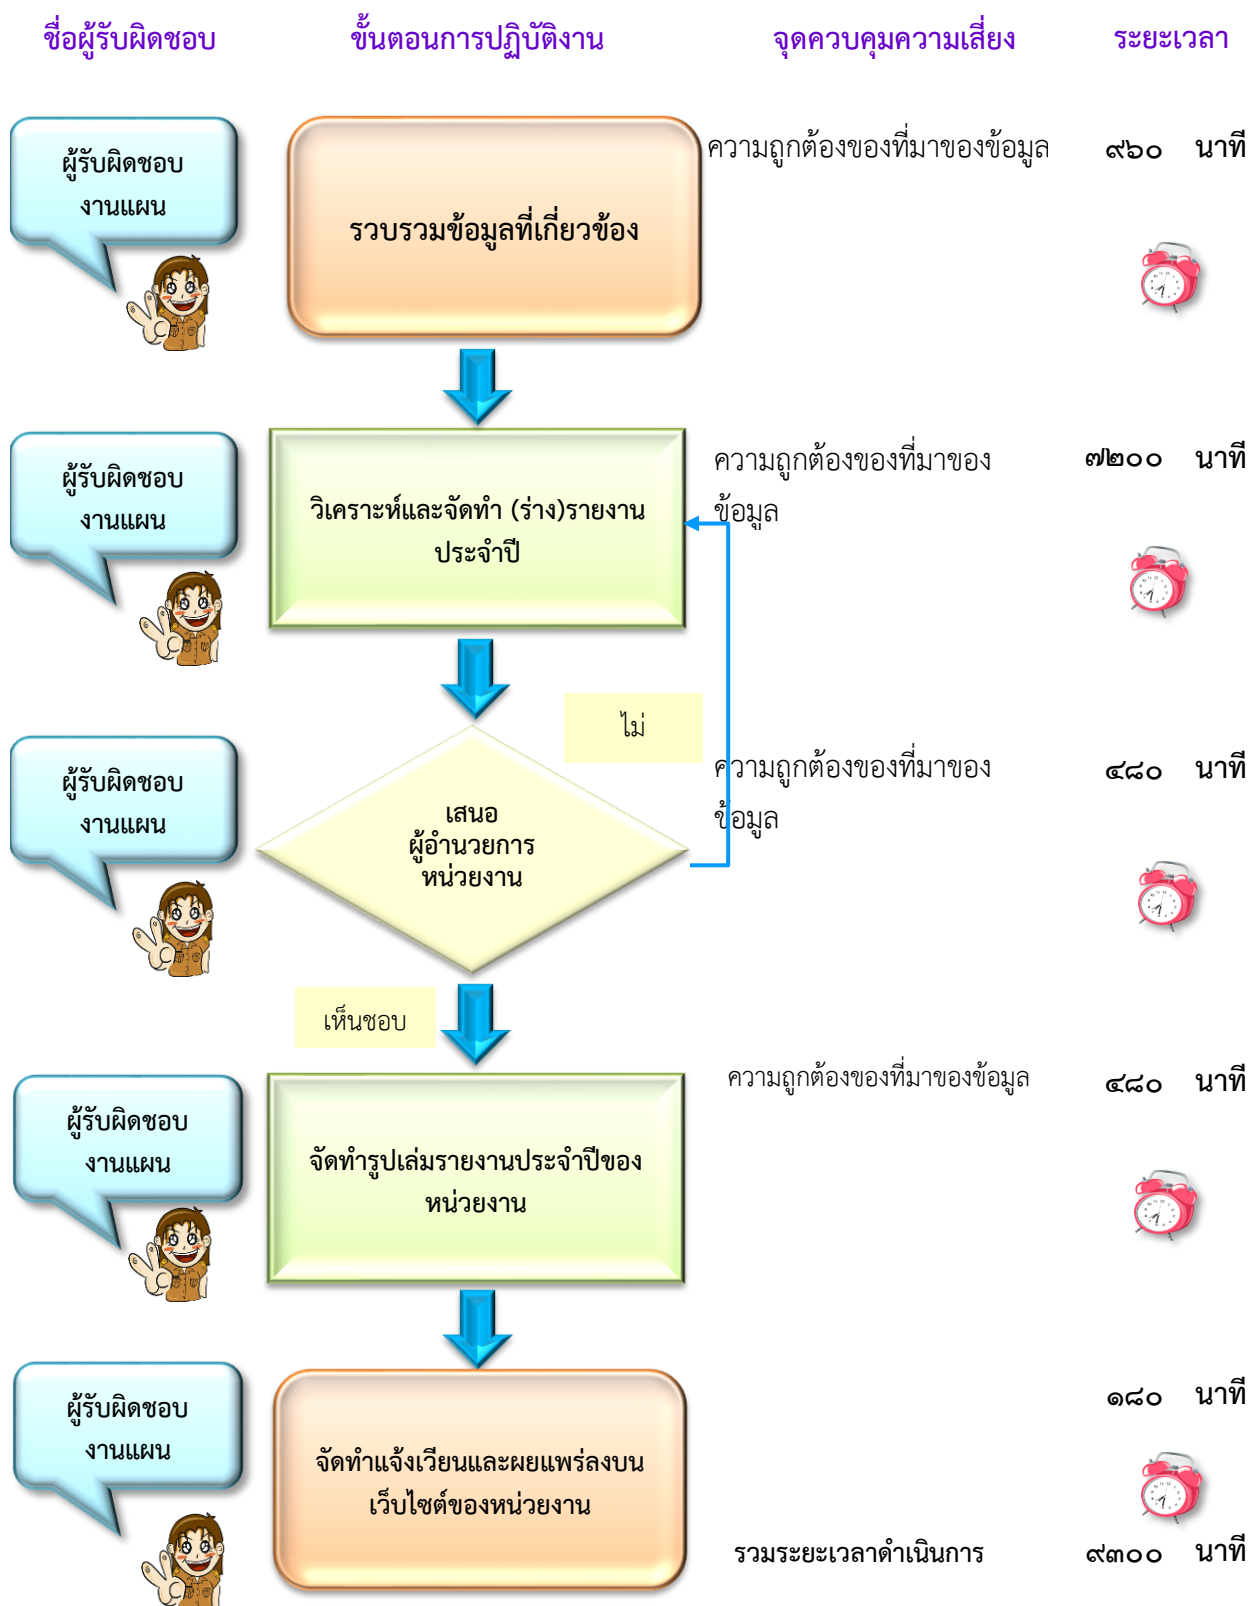 ชื่อผู้รับผิดชอบ ขั้นตอนการปฏิบัติงาน จุดควบคุมความเสี่ยง ระยะเวลา
ผู้รับผิดชอบ
งานแผน
รวบรวมข้อมูลที่เกี่ยวข้อง
ความถูกต้องของที่มาของข้อมูล
๙๖๐ นาที
ผู้รับผิดชอบ
งานแผน
วิเคราะห์และจัดทำ (ร่าง)รายงาน
ประจำปี
ความถูกต้องของที่มาของ
ข้อมูล
๗๒๐๐ นาที
ไม่
ผู้รับผิดชอบ
งานแผน
เสนอ
ผู้อำนวยการ
หน่วยงาน
ความถูกต้องของที่มาของ
ข้อมูล
๔๘๐ นาที
เห็นชอบ
ผู้รับผิดชอบ
งานแผน
จัดทำรูปเล่มรายงานประจำปีของ
หน่วยงาน
ความถูกต้องของที่มาของข้อมูล
๔๘๐ นาที
ผู้รับผิดชอบ
งานแผน
จัดทำแจ้งเวียนและผยแพร่ลงบน
เว็บไซต์ของหน่วยงาน
๑๘๐ นาที
รวมระยะเวลาดำเนินการ ๙๓๐๐ นาที